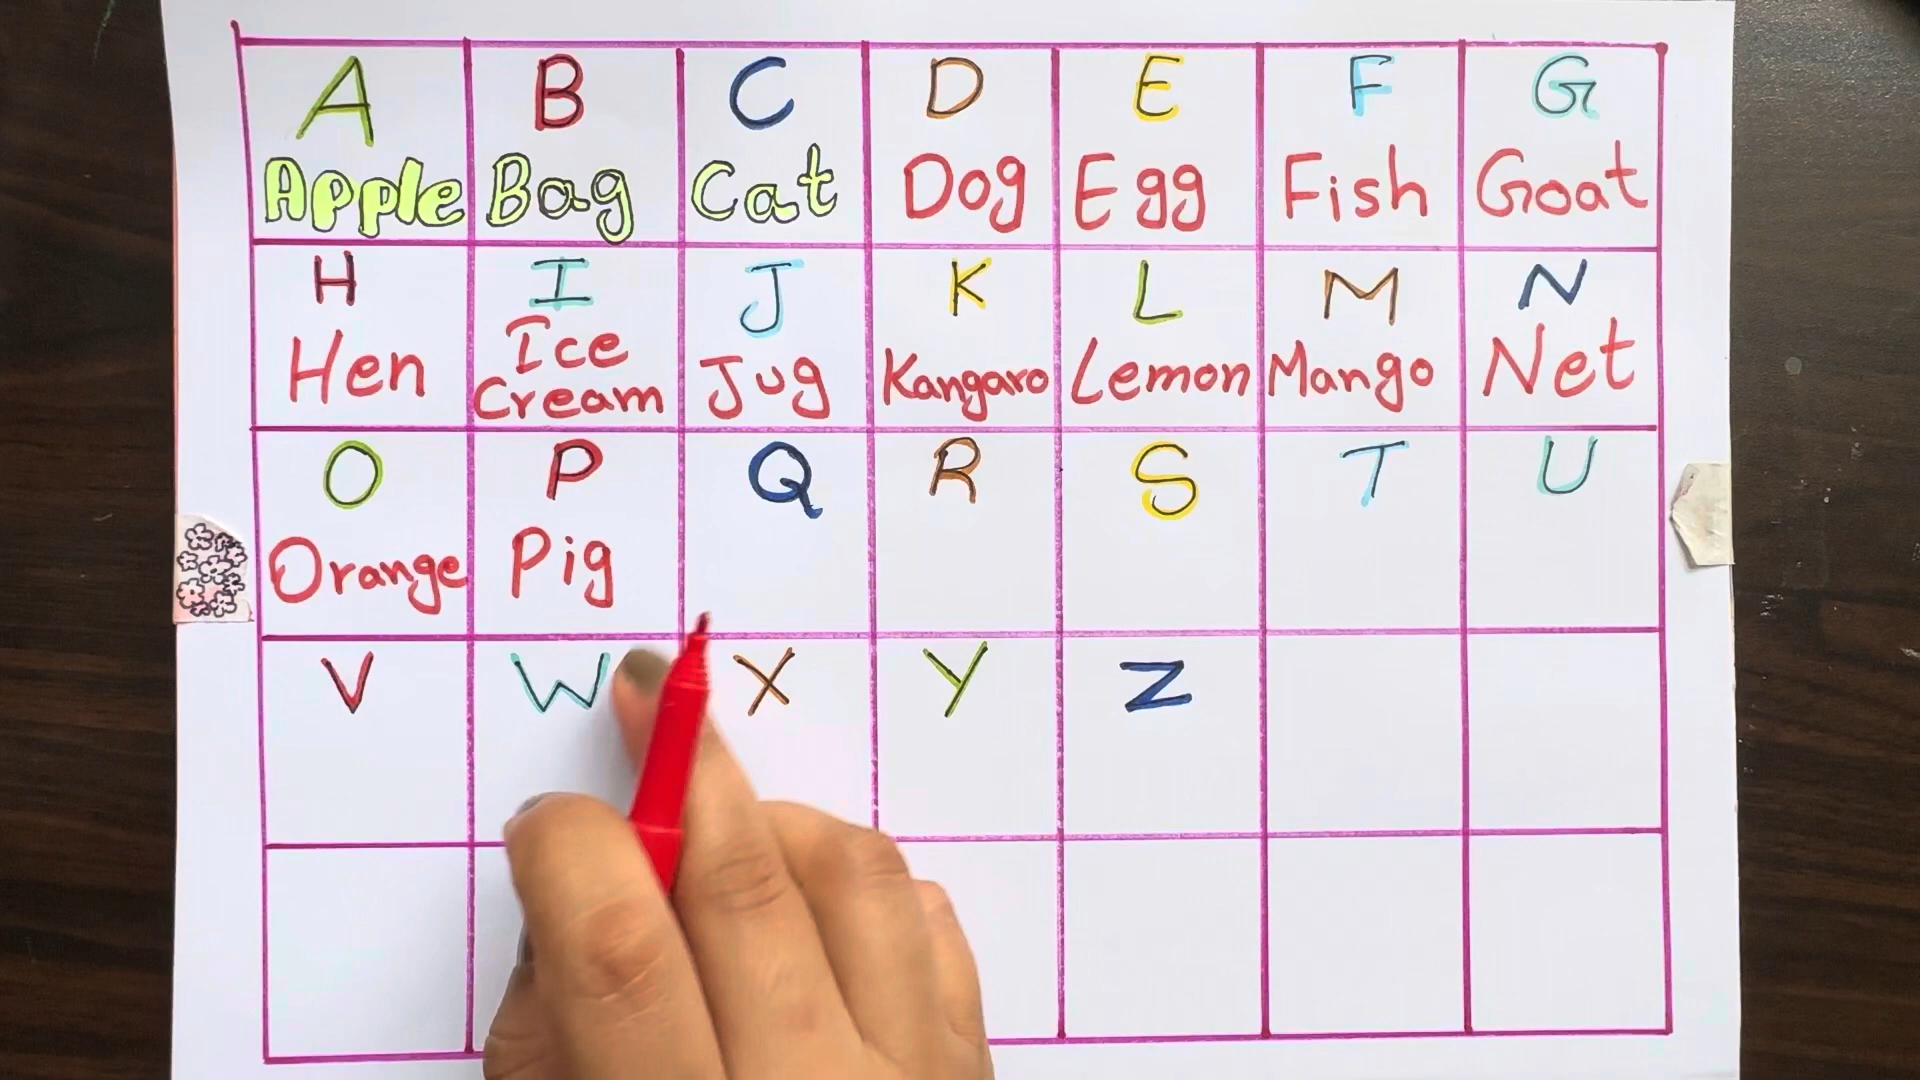 A B C D E F G
Apple Bag Cat Dog Egg Fish Goat
H I J K L M N
Hen Ice Cream Jug Kangaro Lemon Mango Net
O P Q R S T U
Orange Pig
V W X Y Z